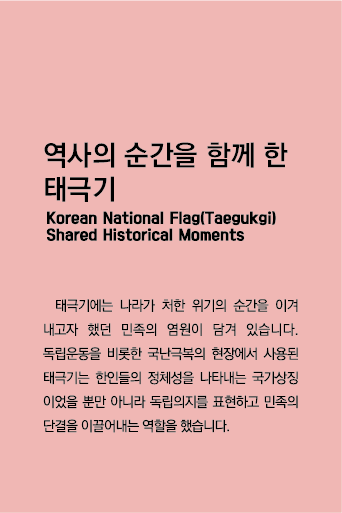 역사의 순간을 함께 한
태극기
Korean National Flag(Taegukgi)
Shared Historical Moments
태극기에는 나라가 처한 위기의 순간을 이겨
내고자 했던 민족의 염원이 담겨 있습니다.
독립운동을 비롯한 국난극복의 현장에서 사용된
태극기는 한인들의 정체성을 나타내는 국가상징
이었을 뿐만 아니라 독립의지를 표현하고 민족의
단결을 이끌어내는 역할을 했습니다.